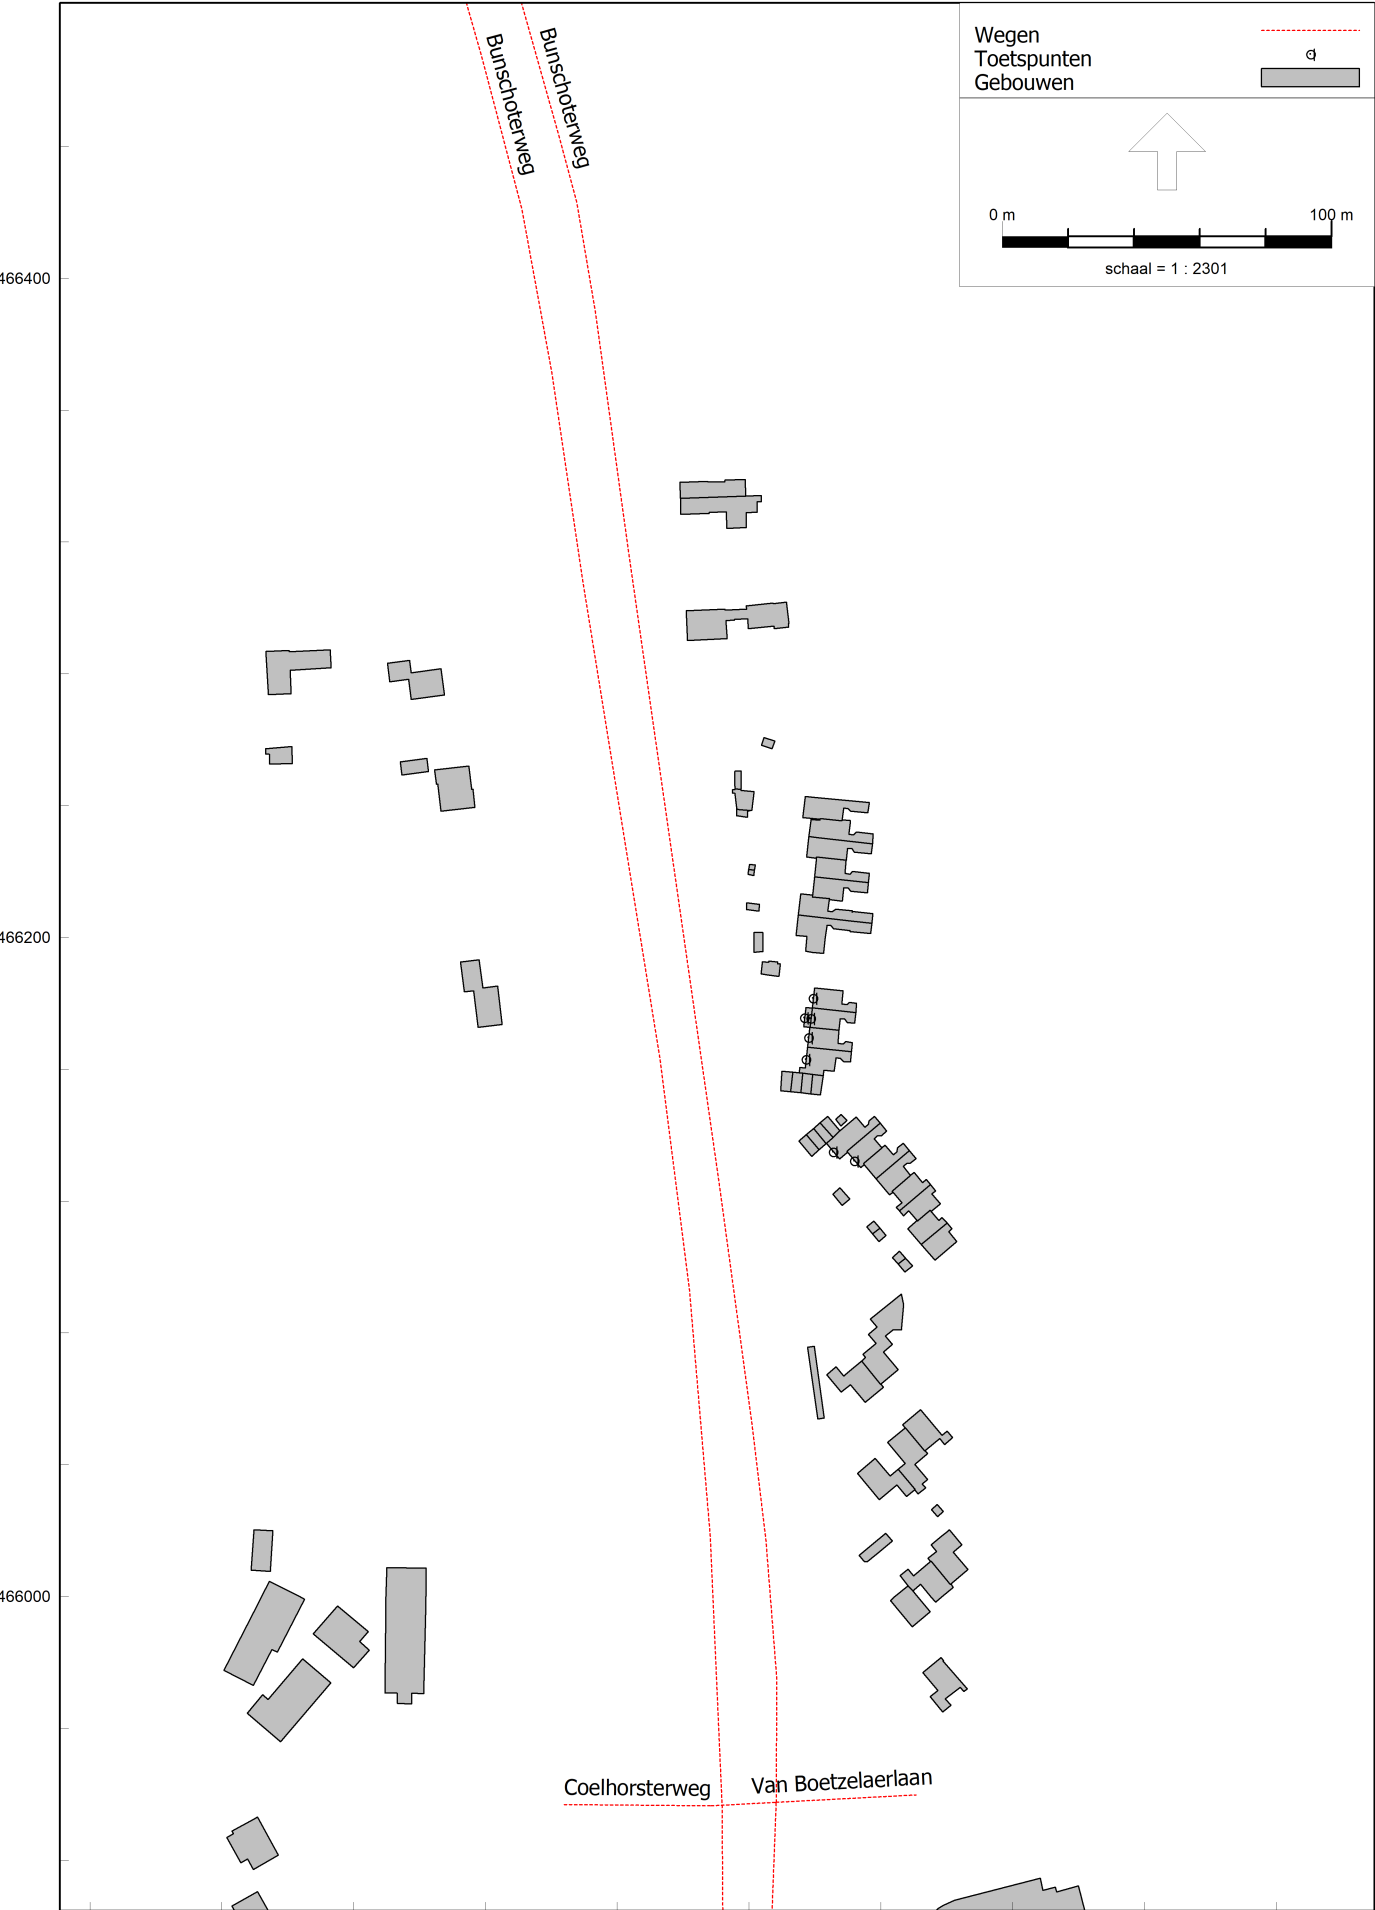 Bunschoterweg
Bunschoterweg
Wegen
Toetspunten
Gebouwen
0 m 100 m
schaal = 1 : 2301
466400
466200
466000
Coelhorsterweg
Van Boetzelaerlaan